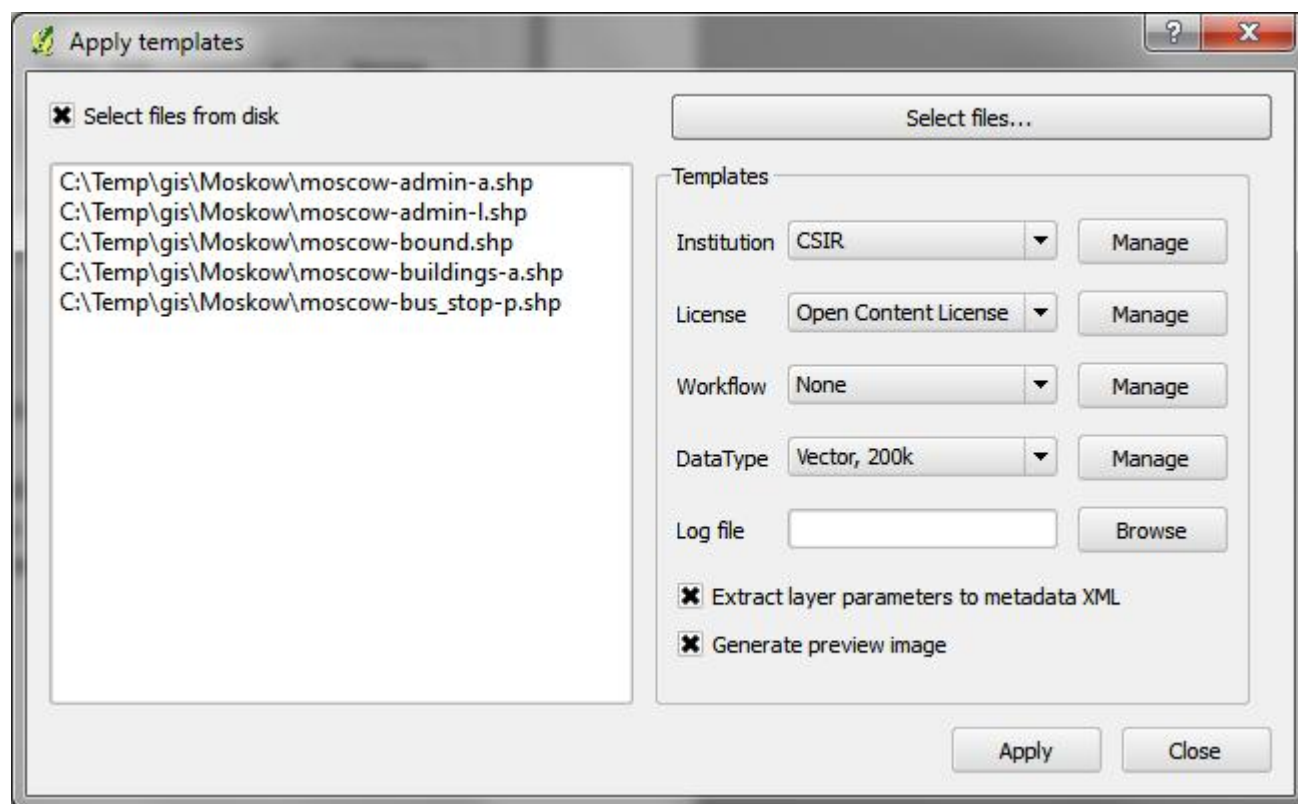 Apply templates
Select files from disk
Select files...
C:\Temp\gis\Moskow\moscow-admin-a.shp
C:\Temp\gis\Moskow\moscow-admin-l.shp
C:\Temp\gis\Moskow\moscow-bound.shp
C:\Temp\gis\Moskow\moscow-buildings-a.shp
C:\Temp\gis\Moskow\moscow-bus_stop-p.shp
Templates
Institution CSIR Manage
License Open Content License Manage
Workflow None Manage
DataType Vector, 200k Manage
Log file Browse
Extract layer parameters to metadata XML
Generate preview image
Apply Close